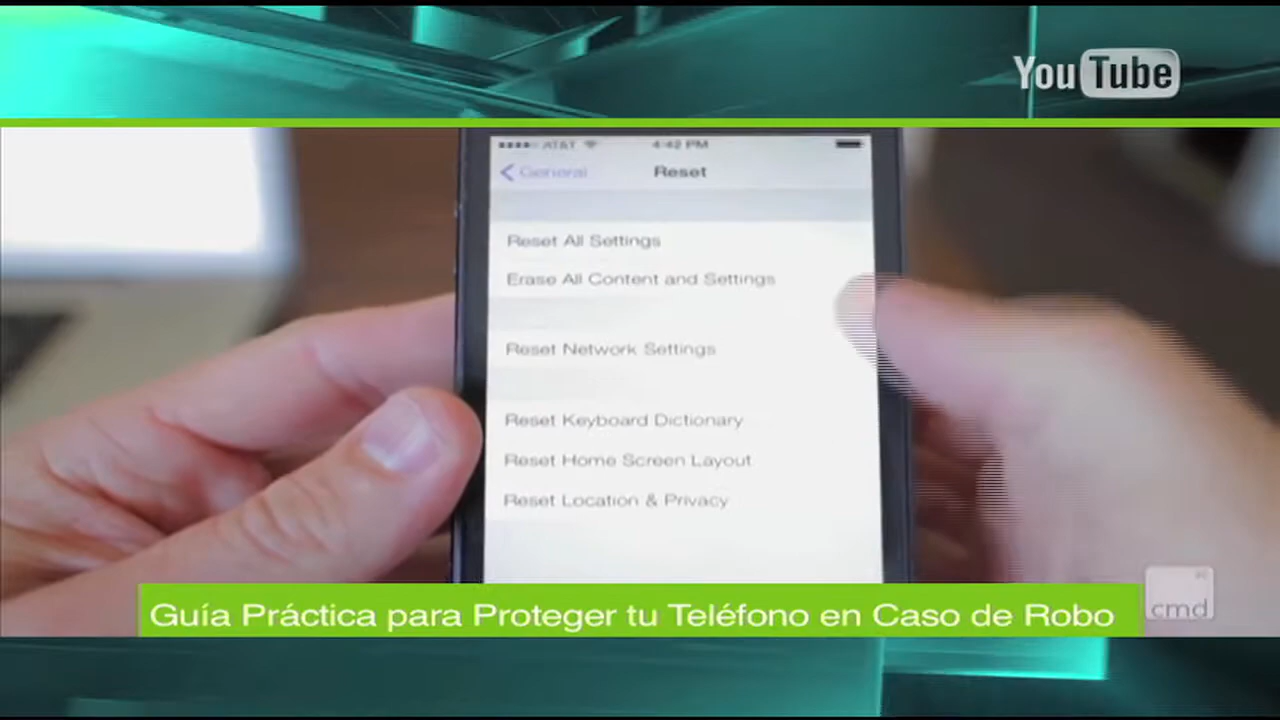 YouTube
AT&T 4:42 PM
General Reset
Reset All Settings
Erase All Content and Settings
Reset Network Settings
Reset Keyboard Dictionary
Reset Home Screen Layout
Reset Location & Privacy
Guía Práctica para Proteger tu Teléfono en Caso de Robo
cmd